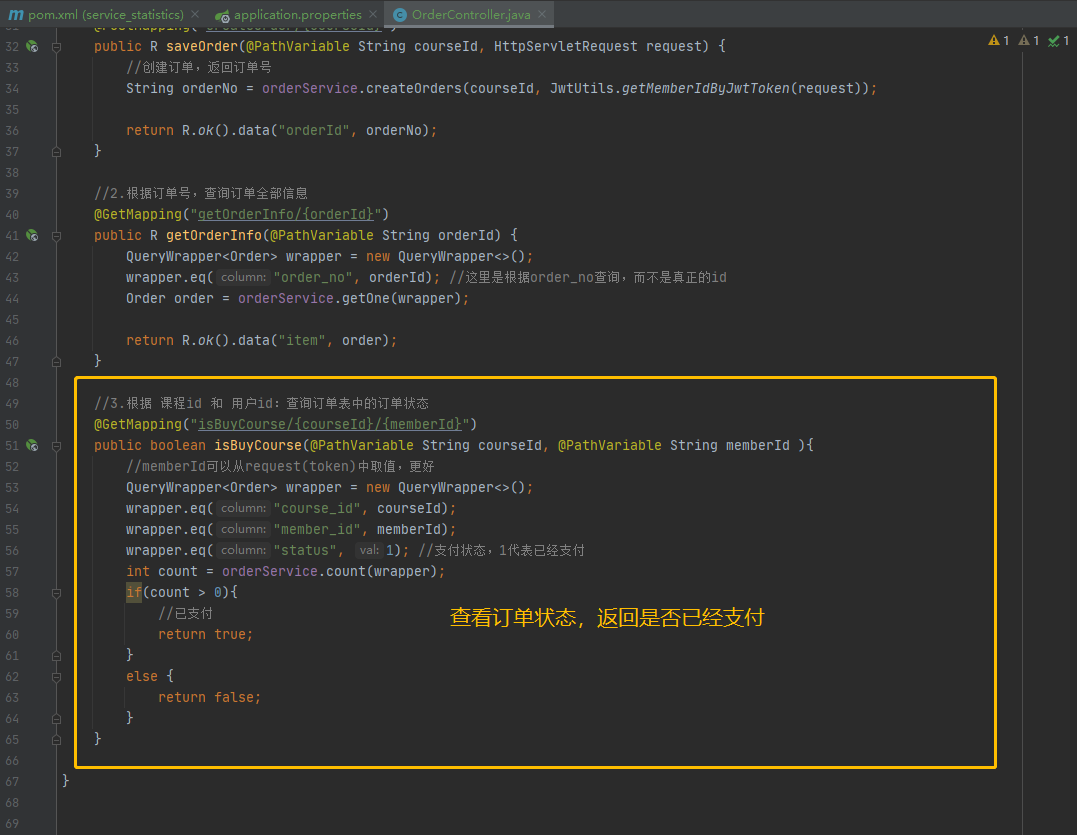 pom.xml (service_statistics)
application.properties
OrderController.java
1 1 1
32 public R saveOrder(@PathVariable String courseId, HttpServletRequest request) {
33 //创建订单，返回订单号
34 String orderNo = orderService.createOrders(courseId, JwtUtils.getMemberIdByJwtToken(request));
35
36 return R.ok().data("orderId", orderNo);
37 }
38
39 //2.根据订单号，查询订单全部信息
40 @GetMapping("getOrderInfo/{orderId}")
41 public R getOrderInfo(@PathVariable String orderId) {
42 QueryWrapper<Order> wrapper = new QueryWrapper<>();
43 wrapper.eq( column: "order_no", orderId); //这里是根据order_no查询，而不是真正的id
44 Order order = orderService.getOne(wrapper);
45
46 return R.ok().data("item", order);
47 }
48
49 //3.根据 课程id 和 用户id：查询订单表中的订单状态
50 @GetMapping("isBuyCourse/{courseId}/{memberId}")
51 public boolean isBuyCourse(@PathVariable String courseId, @PathVariable String memberId ){
52 //memberId可以从request(token)中取值，更好
53 QueryWrapper<Order> wrapper = new QueryWrapper<>();
54 wrapper.eq( column: "course_id", courseId);
55 wrapper.eq( column: "member_id", memberId);
56 wrapper.eq( column: "status", val: 1); //支付状态，1代表已经支付
57 int count = orderService.count(wrapper);
58 if(count > 0){
59 //已支付
查看订单状态，返回是否已经支付
60 return true;
61 }
62 else {
63 return false;
64 }
65 }
66
67 }
68
69